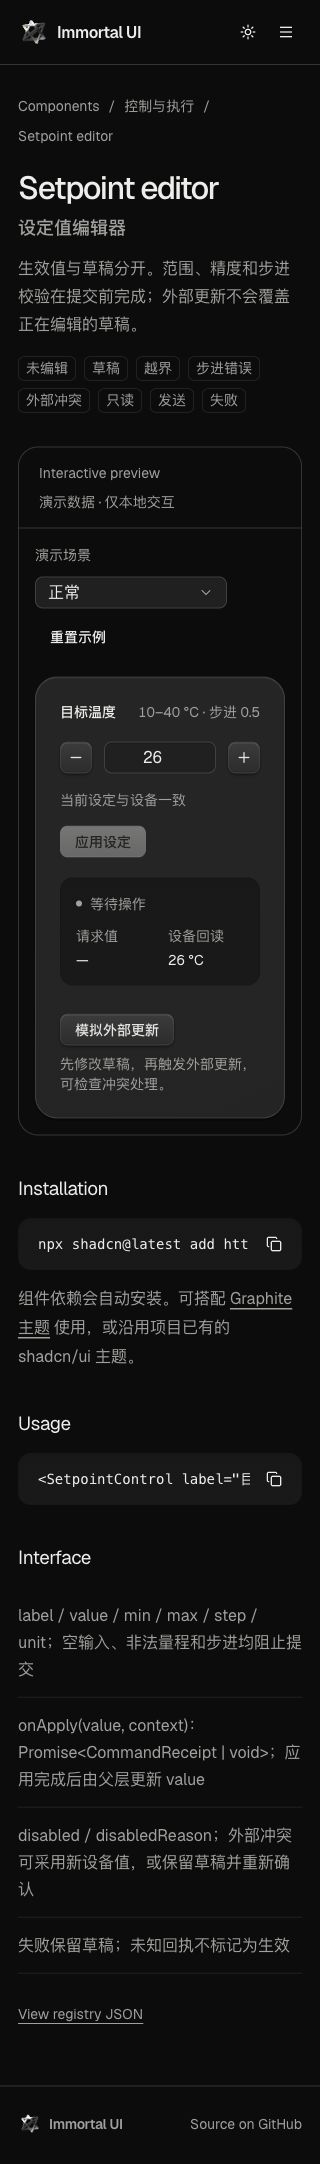 Immortal UI
Components / 控制与执行 /
Setpoint editor
Setpoint editor
设定值编辑器
生效值与草稿分开。范围、精度和步进
校验在提交前完成；外部更新不会覆盖
正在编辑的草稿。
未编辑 草稿 越界 步进错误
外部冲突 只读 发送 失败
Interactive preview
演示数据 · 仅本地交互
演示场景
正常
重置示例
目标温度 10–40 °C · 步进 0.5
− 26 +
当前设定与设备一致
应用设定
等待操作
请求值 设备回读
— 26 °C
模拟外部更新
先修改草稿，再触发外部更新，
可检查冲突处理。
Installation
npx shadcn@latest add htt
组件依赖会自动安装。可搭配 Graphite
主题 使用，或沿用项目已有的
shadcn/ui 主题。
Usage
<SetpointControl label="目
Interface
label / value / min / max / step /
unit；空输入、非法量程和步进均阻止提
交
onApply(value, context)：
Promise<CommandReceipt | void>；应
用完成后由父层更新 value
disabled / disabledReason；外部冲突
可采用新设备值，或保留草稿并重新确
认
失败保留草稿；未知回执不标记为生效
View registry JSON
Immortal UI Source on GitHub